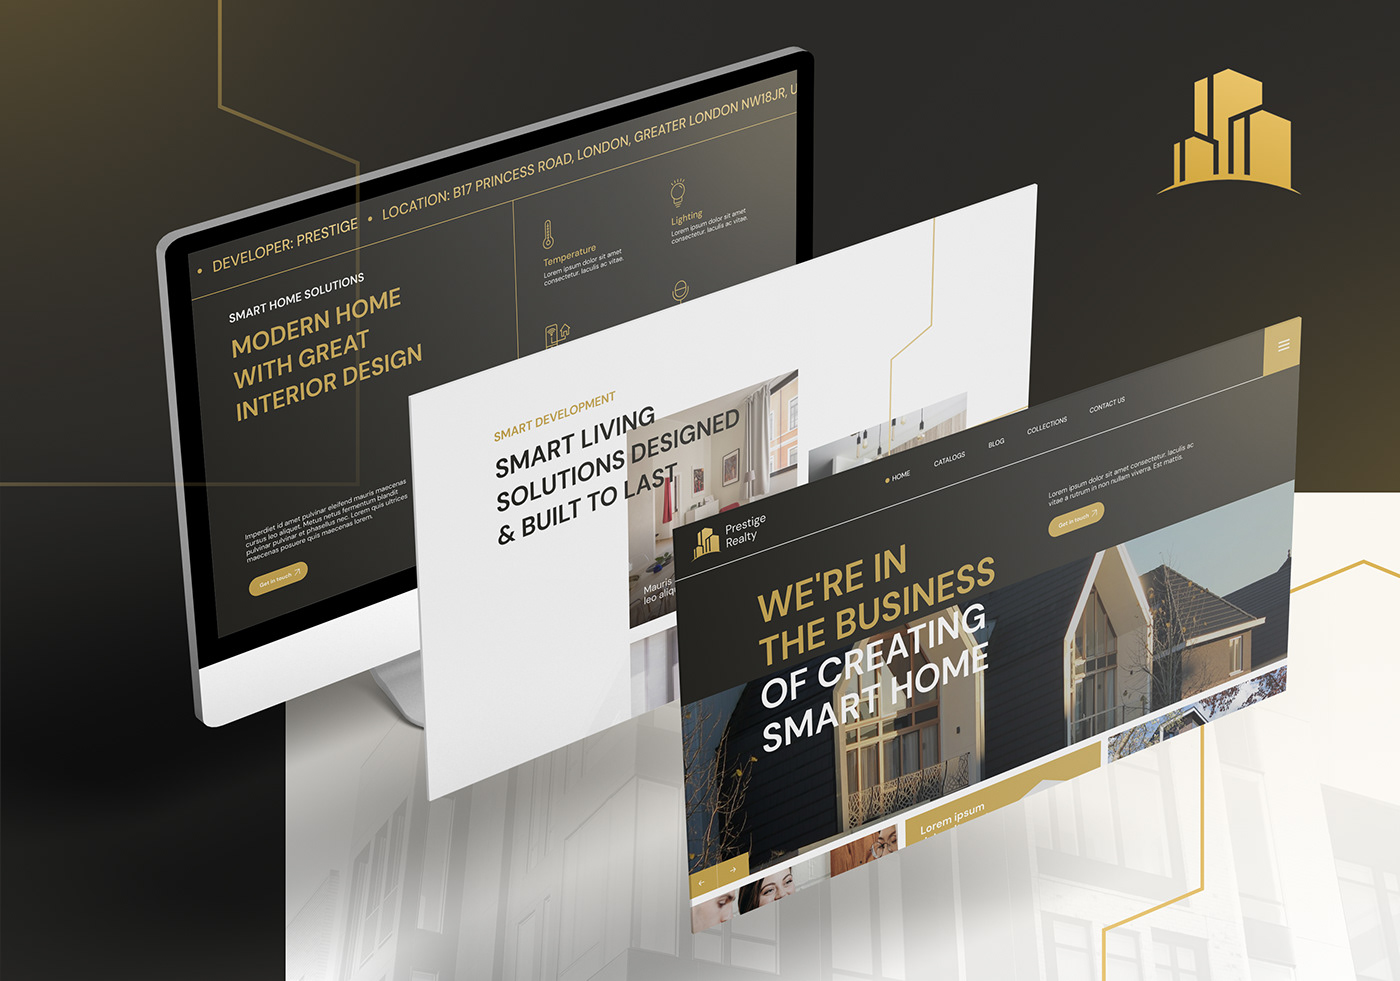 DEVELOPER: PRESTIGE • LOCATION: B17 PRINCESS ROAD, LONDON, GREATER LONDON NW18JR, U
SMART HOME SOLUTIONS
MODERN HOME
WITH GREAT
INTERIOR DESIGN
Imperdiet id amet pulvinar eleifend mauris maecenas
cursus leo aliquet. Metus netus fermentum blandit
pulvinar pulvinar et phasellus nec. Lorem quis ultrices
maecenas posuere quis maecenas lorem.
Get in touch
Temperature
Lorem ipsum dolor sit amet
consectetur. Iaculis ac vitae.
Lighting
Lorem ipsum dolor sit amet
consectetur. Iaculis ac vitae.
SMART DEVELOPMENT
SMART LIVING
SOLUTIONS DESIGNED
& BUILT TO LAST
Mauris
leo aliqu
Prestige
Realty
HOME
CATALOGS
BLOG
COLLECTIONS
CONTACT US
Lorem ipsum dolor sit amet consectetur. Iaculis ac
vitae a rutrum in non nullam viverra. Est mattis.
Get in touch
WE'RE IN
THE BUSINESS
OF CREATING
SMART HOME
Lorem ipsum